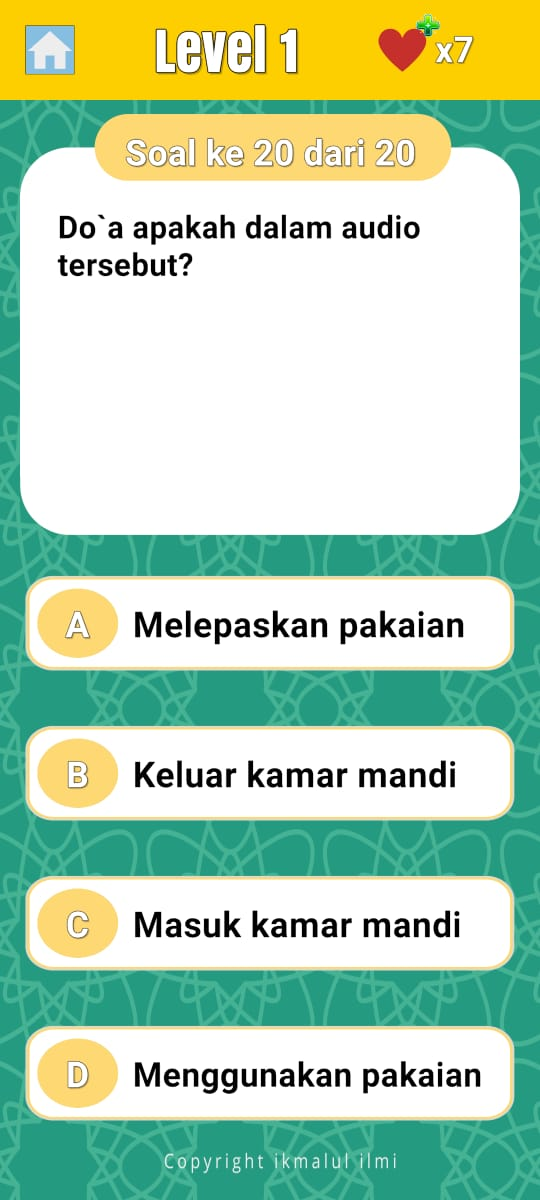 Level 1
x7
Soal ke 20 dari 20
Do`a apakah dalam audio
tersebut?
A Melepaskan pakaian
B Keluar kamar mandi
C Masuk kamar mandi
D Menggunakan pakaian
Copyright ikmalul ilmi